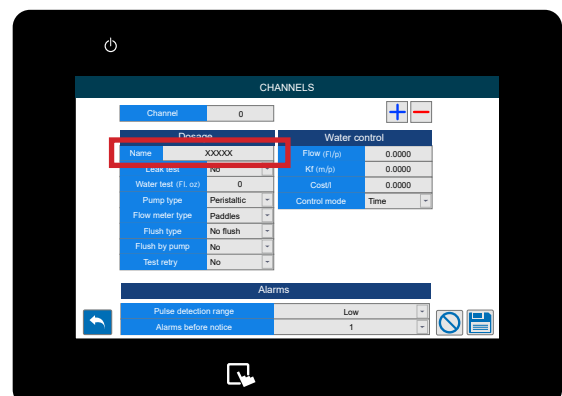 CHANNELS
Channel 0
Dosage
Name XXXXX
Leak test No
Water test (Fl. oz) 0
Pump type Peristaltic
Flow meter type Paddles
Flush type No flush
Flush by pump No
Test retry No
Water control
Flow (Fl/p) 0.0000
Kf (m/p) 0.0000
Cost/l 0.0000
Control mode Time
Alarms
Pulse detection range Low
Alarms before notice 1